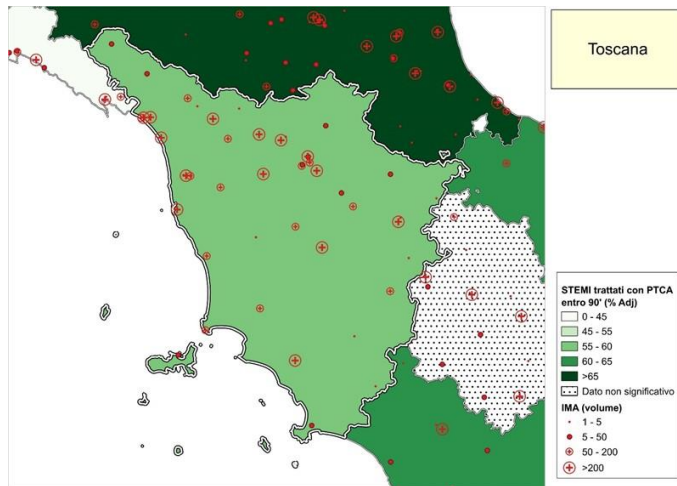 Toscana
STEMI trattati con PTCA
entro 90' (% Adj)
0 - 45
45 - 55
55 - 60
60 - 65
>65
Dato non significativo
IMA (volume)
1 - 5
5 - 50
50 - 200
>200